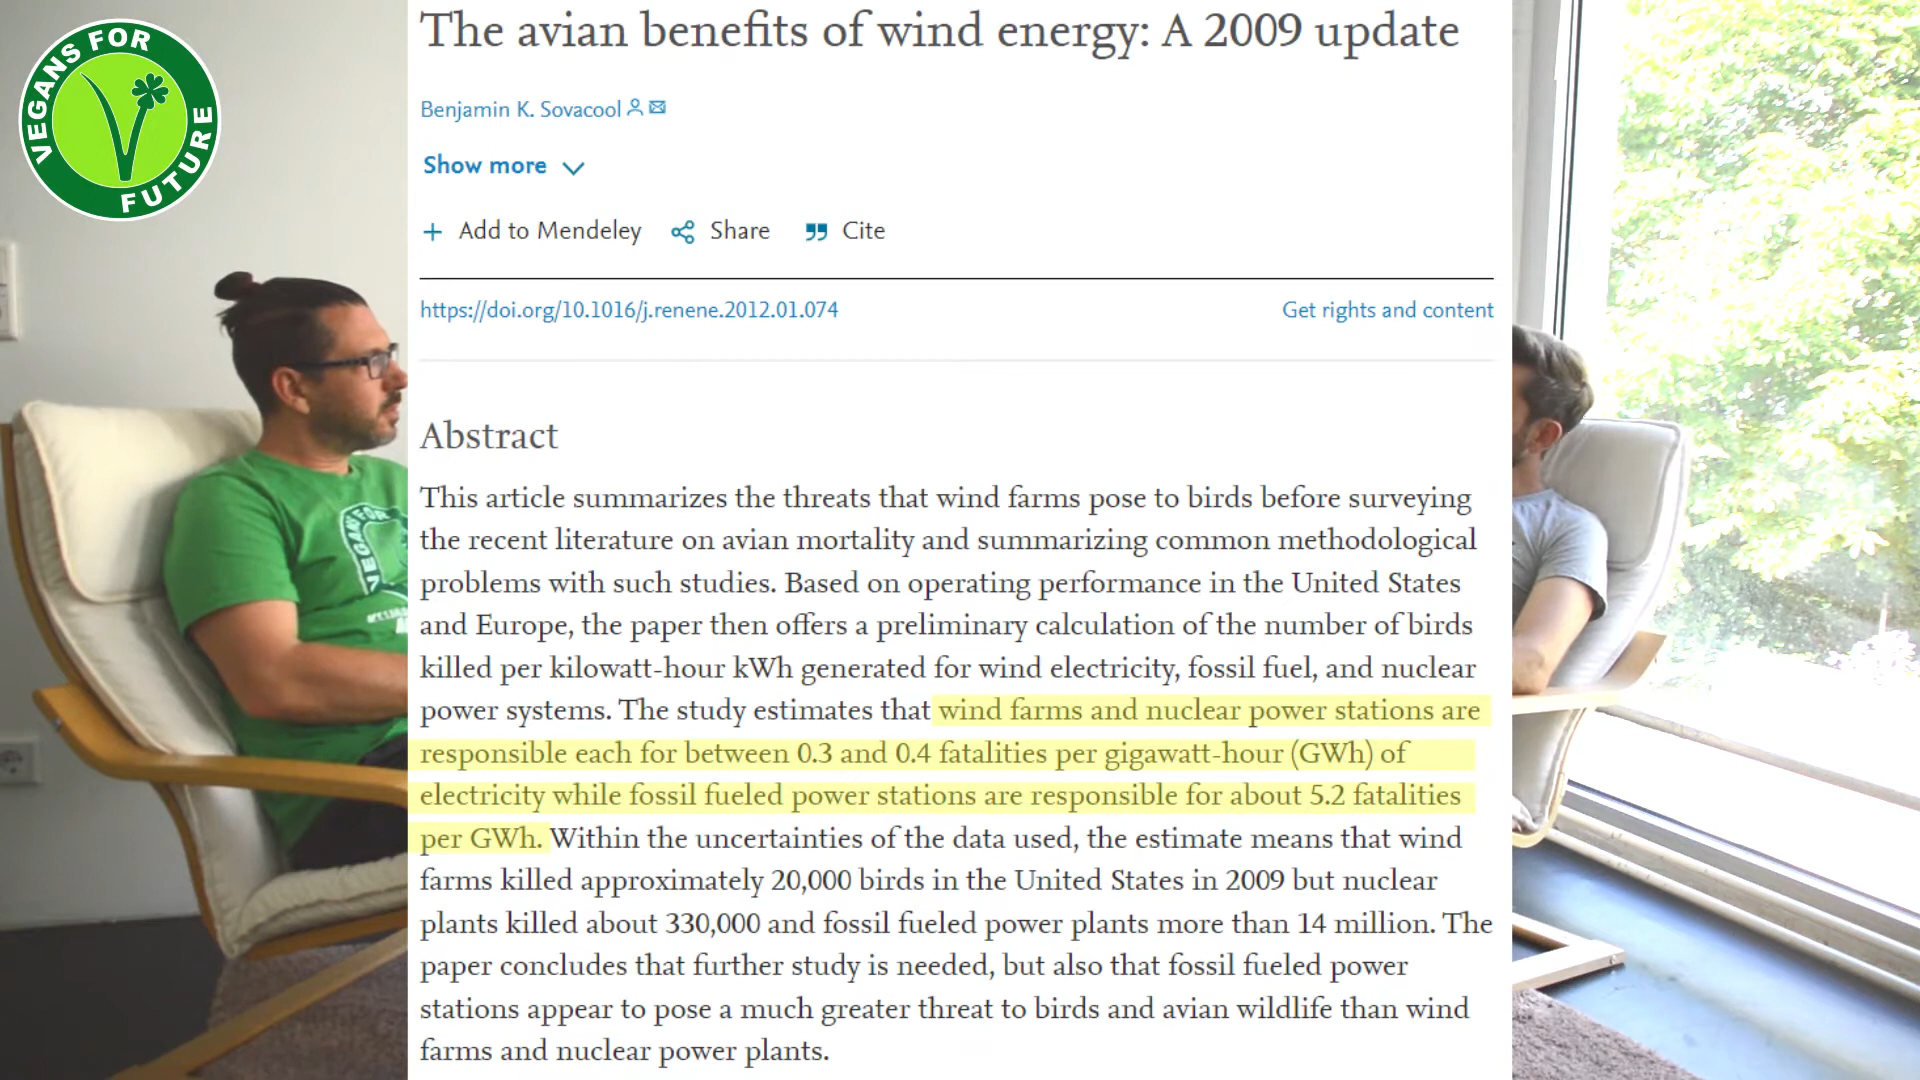 VEGANS FOR
FUTURE
The avian benefits of wind energy: A 2009 update
Benjamin K. Sovacool
Show more
+ Add to Mendeley Share Cite
https://doi.org/10.1016/j.renene.2012.01.074 Get rights and content
Abstract
This article summarizes the threats that wind farms pose to birds before surveying
the recent literature on avian mortality and summarizing common methodological
problems with such studies. Based on operating performance in the United States
and Europe, the paper then offers a preliminary calculation of the number of birds
killed per kilowatt-hour kWh generated for wind electricity, fossil fuel, and nuclear
power systems. The study estimates that wind farms and nuclear power stations are
responsible each for between 0.3 and 0.4 fatalities per gigawatt-hour (GWh) of
electricity while fossil fueled power stations are responsible for about 5.2 fatalities
per GWh. Within the uncertainties of the data used, the estimate means that wind
farms killed approximately 20,000 birds in the United States in 2009 but nuclear
plants killed about 330,000 and fossil fueled power plants more than 14 million. The
paper concludes that further study is needed, but also that fossil fueled power
stations appear to pose a much greater threat to birds and avian wildlife than wind
farms and nuclear power plants.
VEGANS FOR